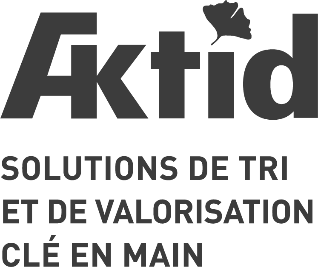 Aktid
SOLUTIONS DE TRI
ET DE VALORISATION
CLÉ EN MAIN